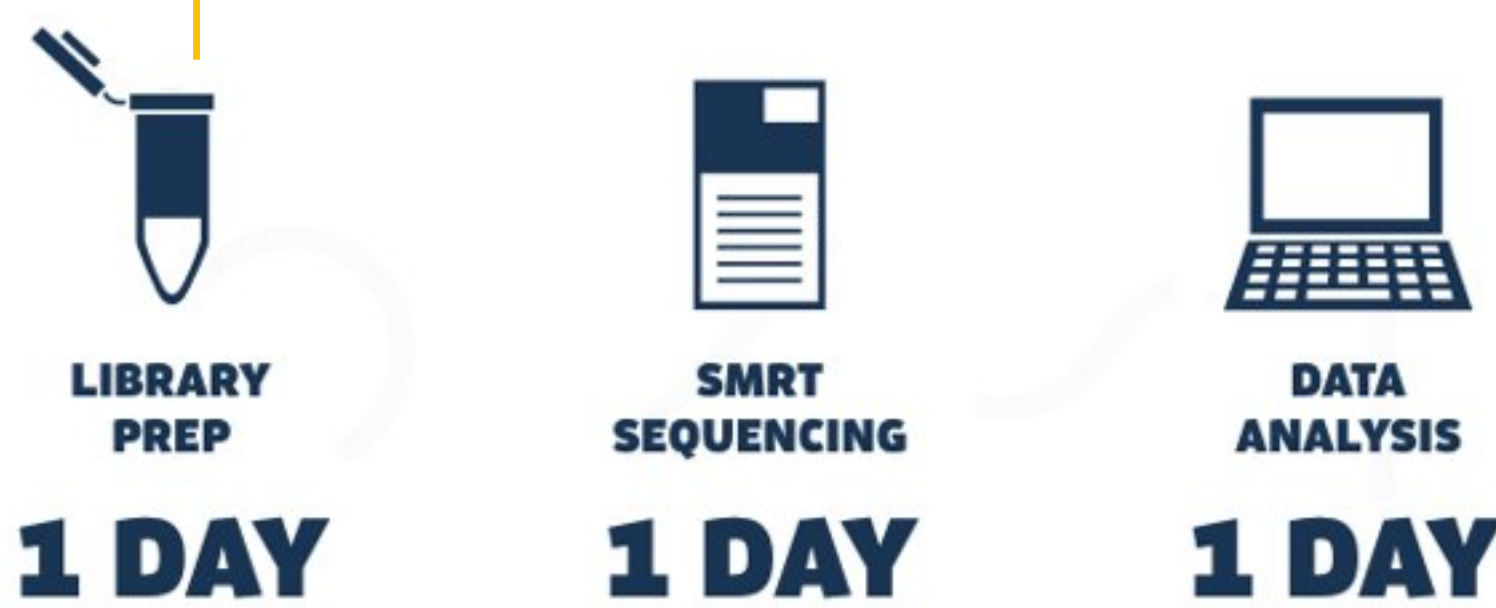 LIBRARY
PREP
1 DAY
SMRT
SEQUENCING
1 DAY
DATA
ANALYSIS
1 DAY